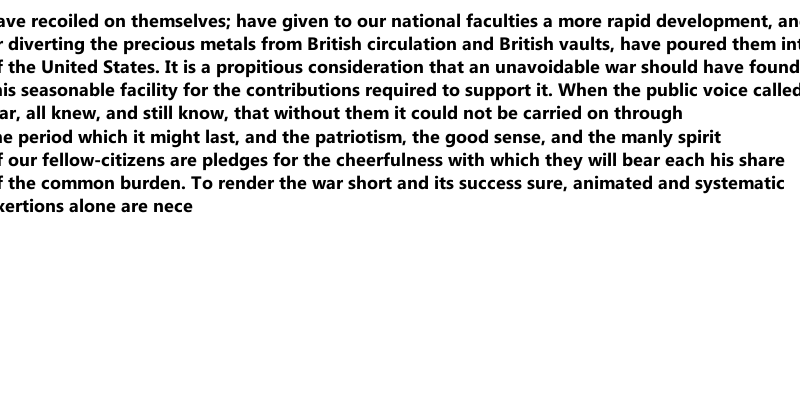 ave recoiled on themselves; have given to our national faculties a more rapid development, an
r diverting the precious metals from British circulation and British vaults, have poured them int
f the United States. It is a propitious consideration that an unavoidable war should have found
is seasonable facility for the contributions required to support it. When the public voice called
ar, all knew, and still know, that without them it could not be carried on through
e period which it might last, and the patriotism, the good sense, and the manly spirit
f our fellow-citizens are pledges for the cheerfulness with which they will bear each his share
f the common burden. To render the war short and its success sure, animated and systematic
xertions alone are nece